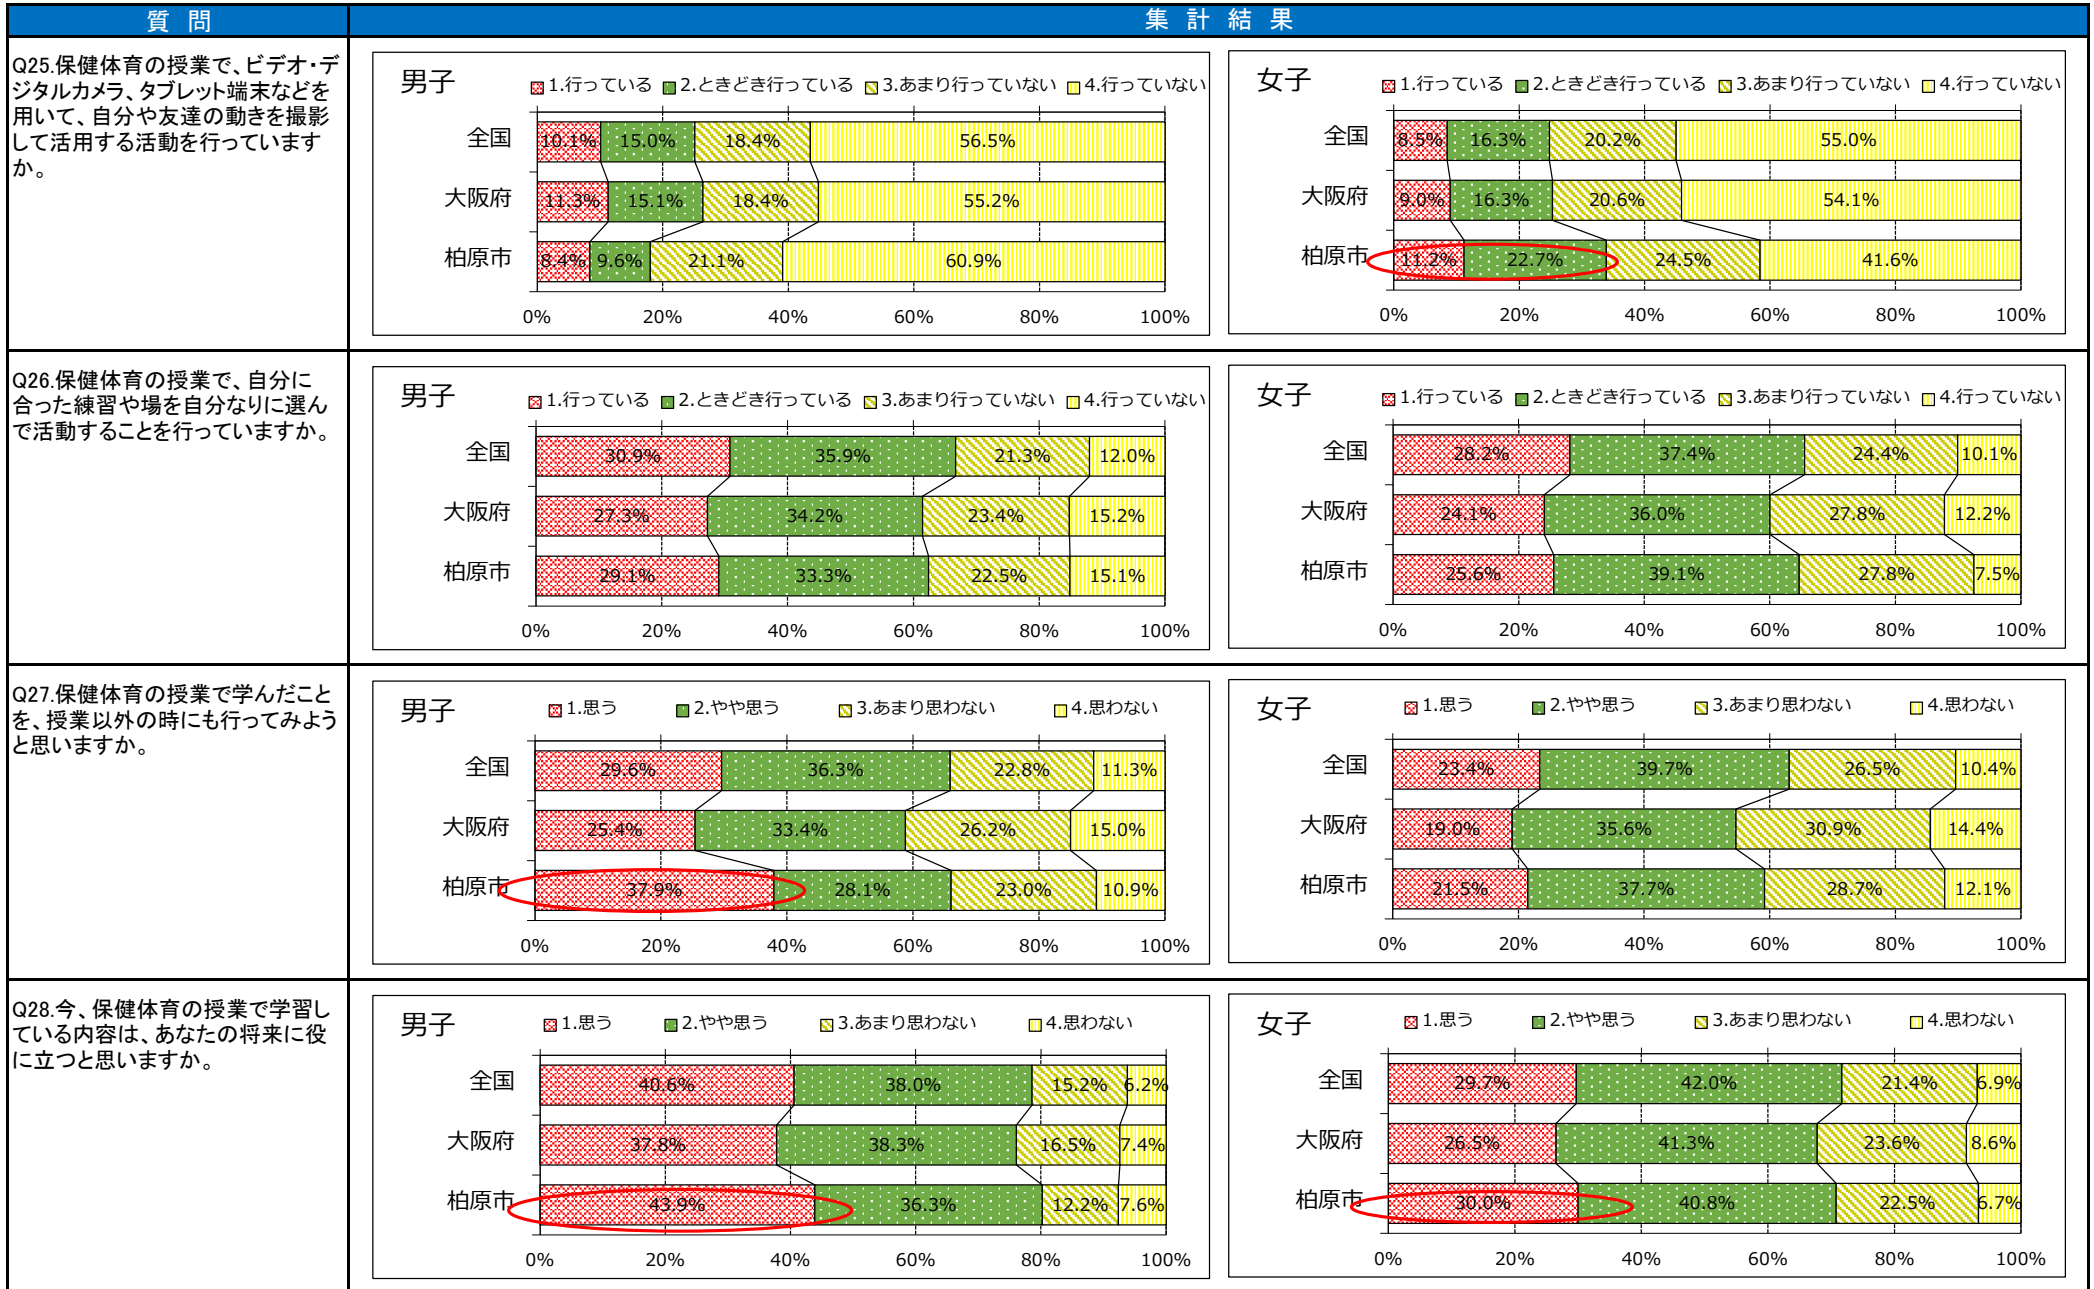 質 問
集 計 結 果
Q25.保健体育の授業で、ビデオ・デ
ジタルカメラ、タブレット端末などを
用いて、自分や友達の動きを撮影
して活用する活動を行っています
か。
男子
1.行っている 2.ときどき行っている 3.あまり行っていない 4.行っていない
全国 10.1% 15.0% 18.4% 56.5%
大阪府 11.3% 15.1% 18.4% 55.2%
柏原市 8.4% 9.6% 21.1% 60.9%
0% 20% 40% 60% 80% 100%
女子
1.行っている 2.ときどき行っている 3.あまり行っていない 4.行っていない
全国 8.5% 16.3% 20.2% 55.0%
大阪府 9.0% 16.3% 20.6% 54.1%
柏原市 11.2% 22.7% 24.5% 41.6%
0% 20% 40% 60% 80% 100%
Q26.保健体育の授業で、自分に
合った練習や場を自分なりに選ん
で活動することを行っていますか。
男子
1.行っている 2.ときどき行っている 3.あまり行っていない 4.行っていない
全国 30.9% 35.9% 21.3% 12.0%
大阪府 27.3% 34.2% 23.4% 15.2%
柏原市 29.1% 33.3% 22.5% 15.1%
0% 20% 40% 60% 80% 100%
女子
1.行っている 2.ときどき行っている 3.あまり行っていない 4.行っていない
全国 28.2% 37.4% 24.4% 10.1%
大阪府 24.1% 36.0% 27.8% 12.2%
柏原市 25.6% 39.1% 27.8% 7.5%
0% 20% 40% 60% 80% 100%
Q27.保健体育の授業で学んだこと
を、授業以外の時にも行ってみよう
と思いますか。
男子
1.思う 2.やや思う 3.あまり思わない 4.思わない
全国 29.6% 36.3% 22.8% 11.3%
大阪府 25.4% 33.4% 26.2% 15.0%
柏原市 37.9% 28.1% 23.0% 10.9%
0% 20% 40% 60% 80% 100%
女子
1.思う 2.やや思う 3.あまり思わない 4.思わない
全国 23.4% 39.7% 26.5% 10.4%
大阪府 19.0% 35.6% 30.9% 14.4%
柏原市 21.5% 37.7% 28.7% 12.1%
0% 20% 40% 60% 80% 100%
Q28.今、保健体育の授業で学習し
ている内容は、あなたの将来に役
に立つと思いますか。
男子
1.思う 2.やや思う 3.あまり思わない 4.思わない
全国 40.6% 38.0% 15.2% 6.2%
大阪府 37.8% 38.3% 16.5% 7.4%
柏原市 43.9% 36.3% 12.2% 7.6%
0% 20% 40% 60% 80% 100%
女子
1.思う 2.やや思う 3.あまり思わない 4.思わない
全国 29.7% 42.0% 21.4% 6.9%
大阪府 26.5% 41.3% 23.6% 8.6%
柏原市 30.0% 40.8% 22.5% 6.7%
0% 20% 40% 60% 80% 100%